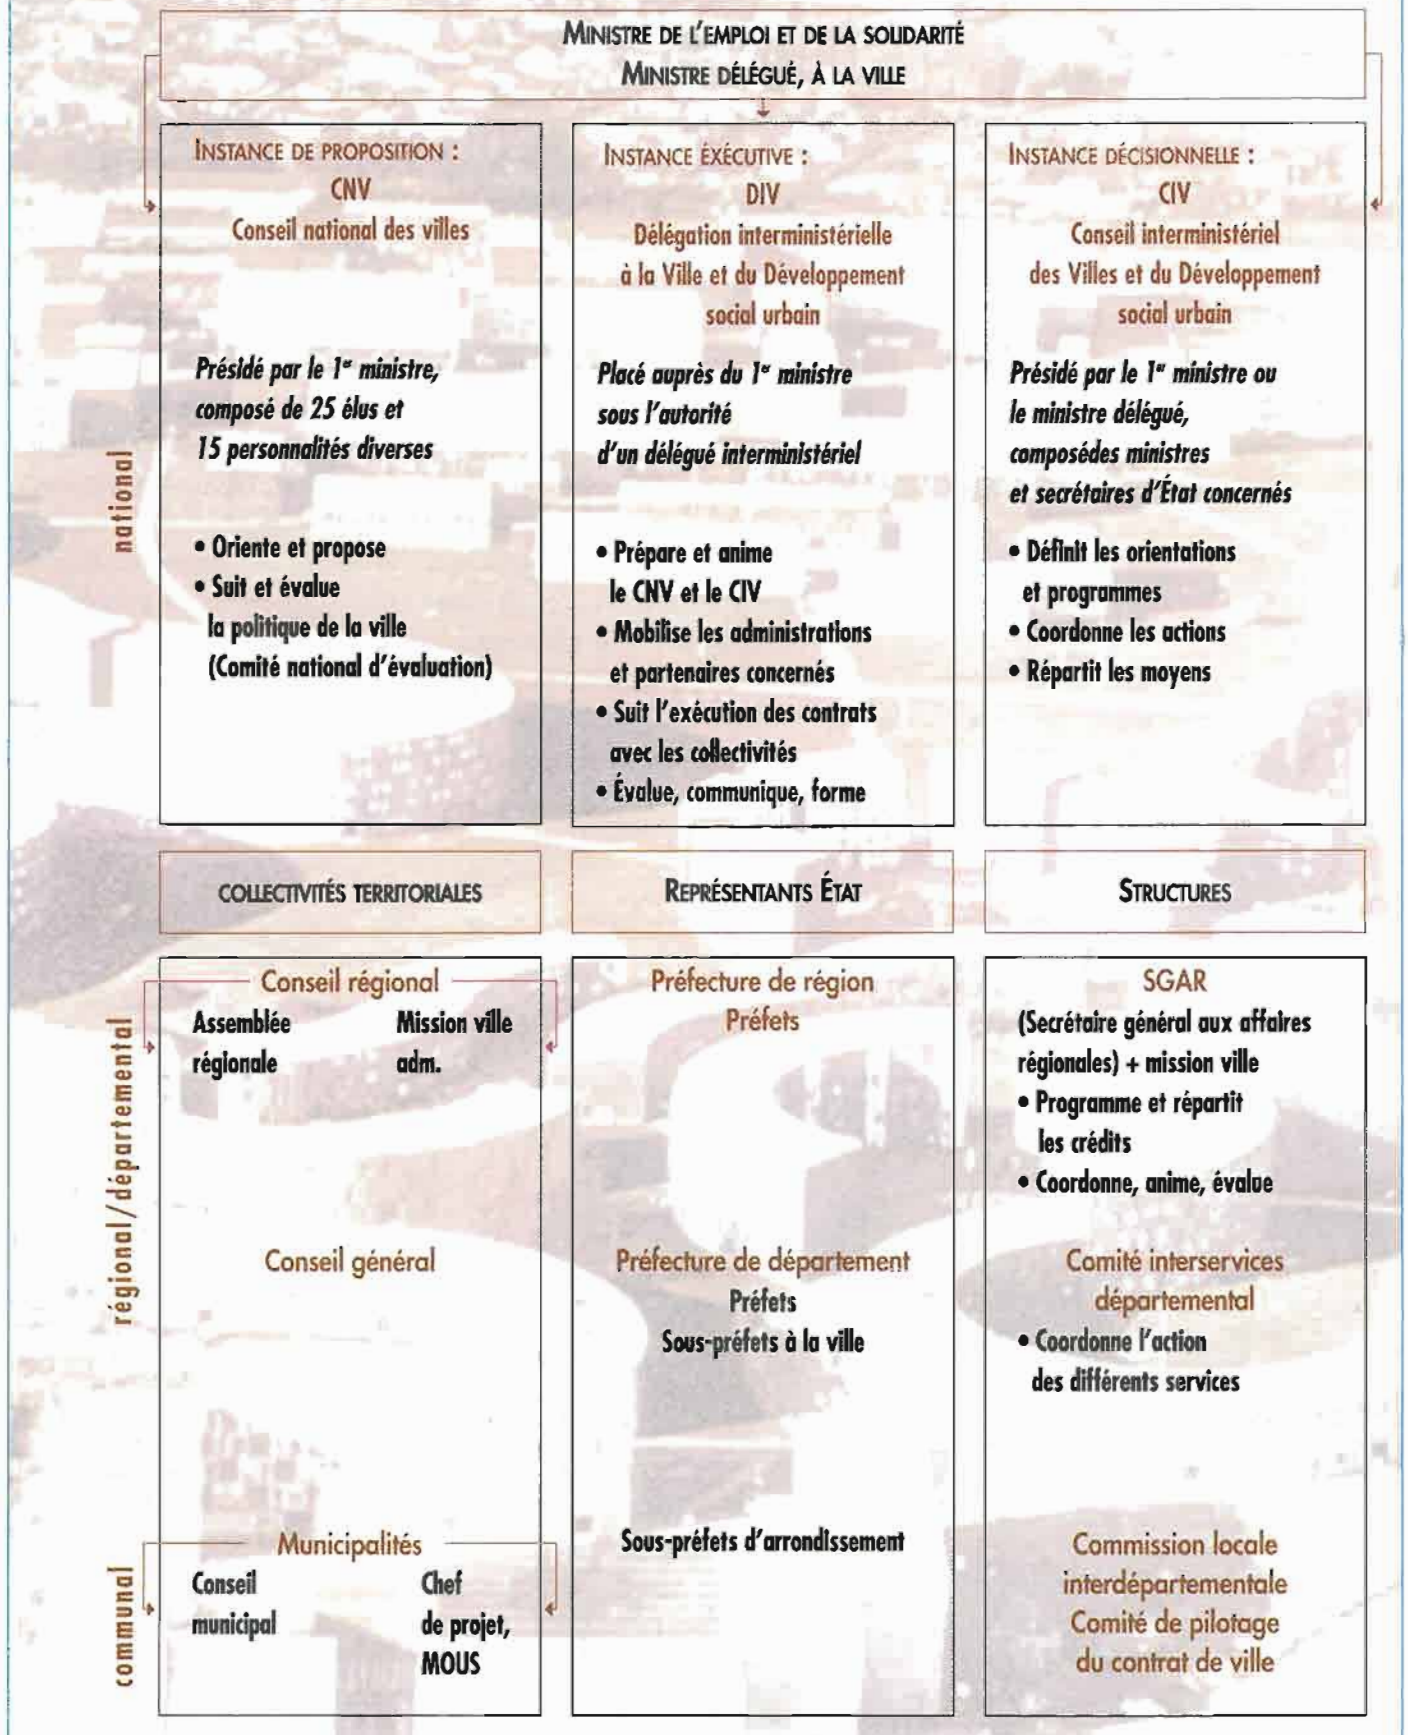 MINISTRE DE L'EMPLOI ET DE LA SOLIDARITÉ
MINISTRE DÉLÉGUÉ, À LA VILLE
national
INSTANCE DE PROPOSITION :
CNV
Conseil national des villes
Présidé par le 1er ministre,
composé de 25 élus et
15 personnalités diverses
• Oriente et propose
• Suit et évalue
la politique de la ville
(Comité national d'évaluation)
INSTANCE ÉXÉCUTIVE :
DIV
Délégation interministérielle
à la Ville et du Développement
social urbain
Placé auprès du 1er ministre
sous l'autorité
d'un délégué interministériel
• Prépare et anime
le CNV et le CIV
• Mobilise les administrations
et partenaires concernés
• Suit l'exécution des contrats
avec les collectivités
• Évalue, communique, forme
INSTANCE DÉCISIONNELLE :
CIV
Conseil interministériel
des Villes et du Développement
social urbain
Présidé par le 1er ministre ou
le ministre délégué,
composédes ministres
et secrétaires d'État concernés
• Définit les orientations
et programmes
• Coordonne les actions
• Répartit les moyens
COLLECTIVITÉS TERRITORIALES
REPRÉSENTANTS ÉTAT
STRUCTURES
régional/départemental
Conseil régional
Assemblée
régionale
Mission ville
adm.
Préfecture de région
Préfets
SGAR
(Secrétaire général aux affaires
régionales) + mission ville
• Programme et répartit
les crédits
• Coordonne, anime, évalue
Conseil général
Préfecture de département
Préfets
Sous-préfets à la ville
Comité interservices
départemental
• Coordonne l'action
des différents services
communal
Municipalités
Conseil
municipal
Chef
de projet,
MOUS
Sous-préfets d'arrondissement
Commission locale
interdépartementale
Comité de pilotage
du contrat de ville